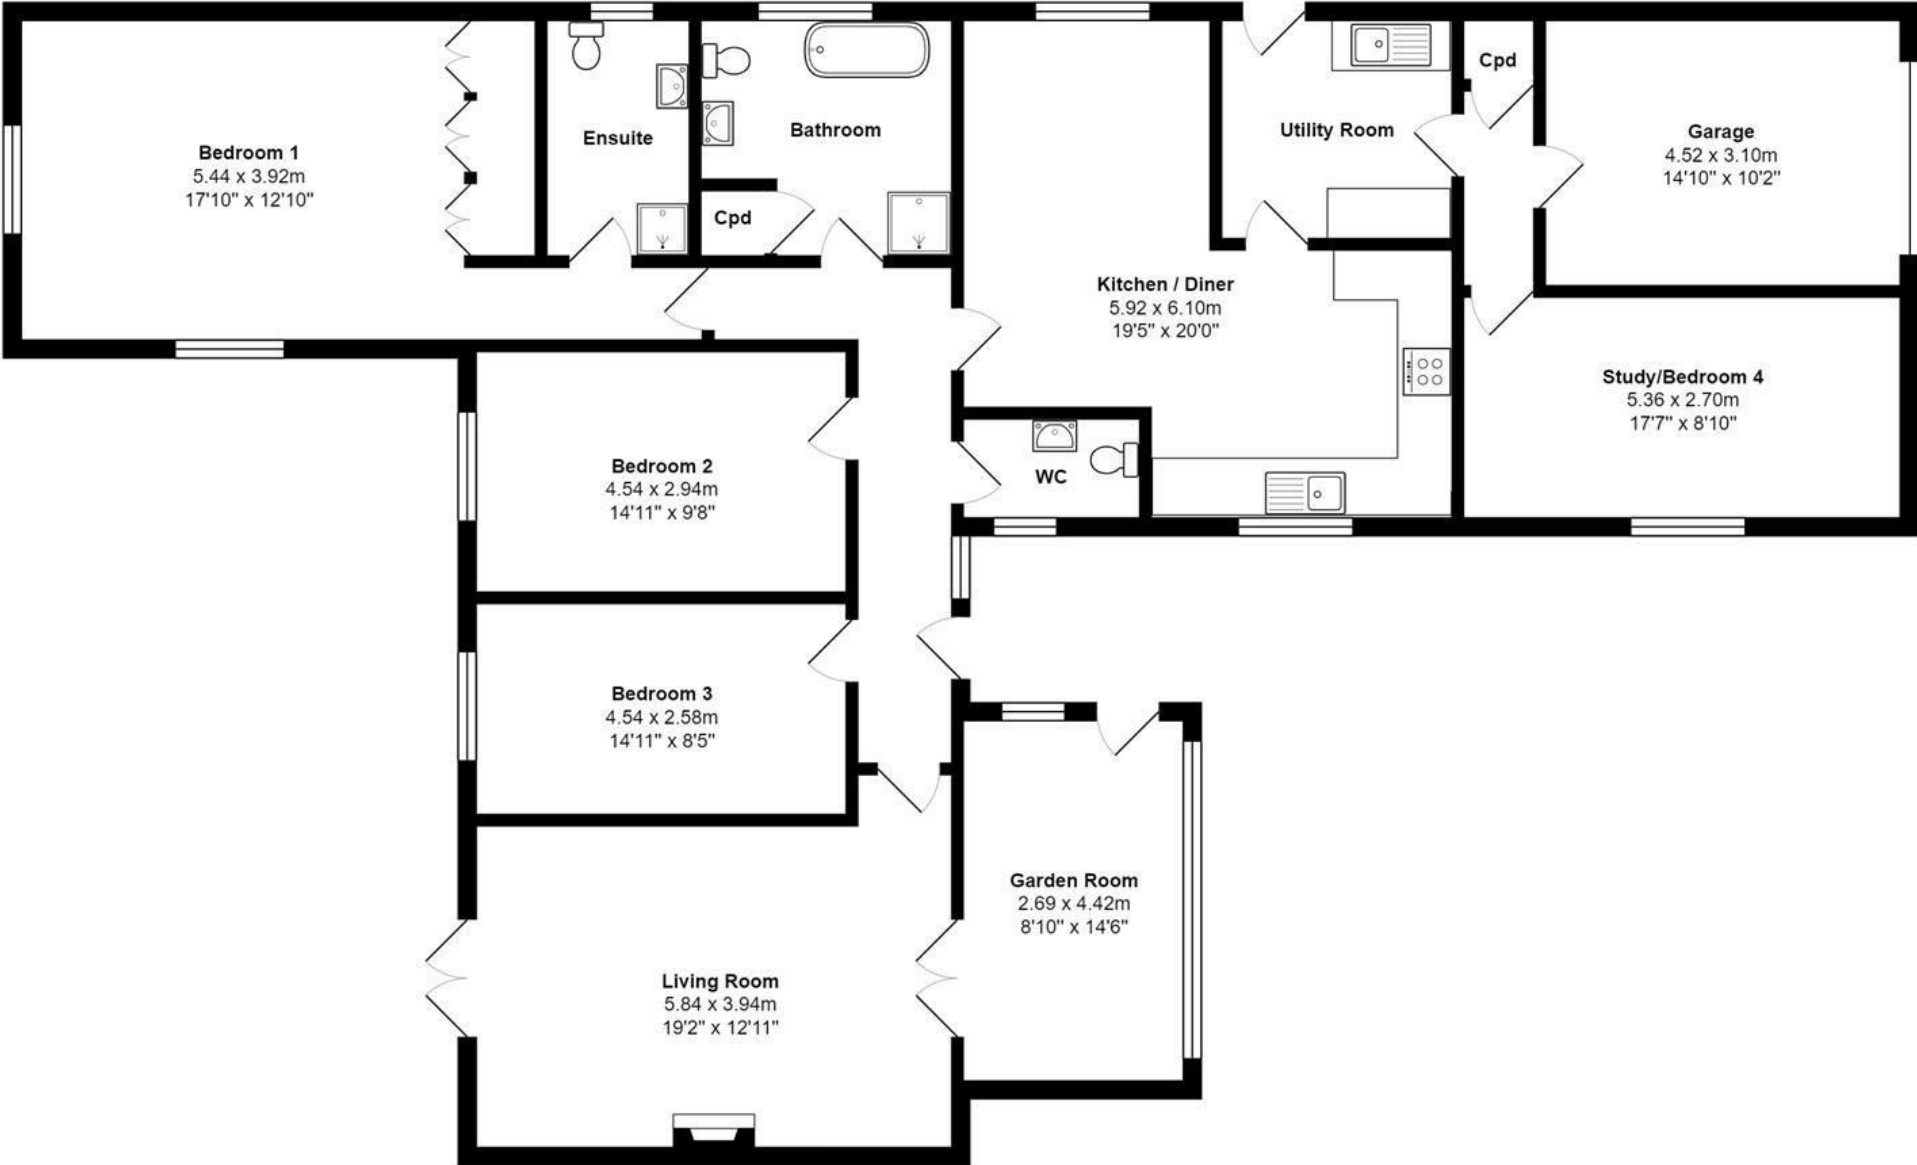 Bedroom 1
5.44 x 3.92m
17'10" x 12'10"
Ensuite
Bathroom
Cpd
Kitchen / Diner
5.92 x 6.10m
19'5" x 20'0"
Utility Room
Cpd
Garage
4.52 x 3.10m
14'10" x 10'2"
Study/Bedroom 4
5.36 x 2.70m
17'7" x 8'10"
Bedroom 2
4.54 x 2.94m
14'11" x 9'8"
WC
Bedroom 3
4.54 x 2.58m
14'11" x 8'5"
Garden Room
2.69 x 4.42m
8'10" x 14'6"
Living Room
5.84 x 3.94m
19'2" x 12'11"